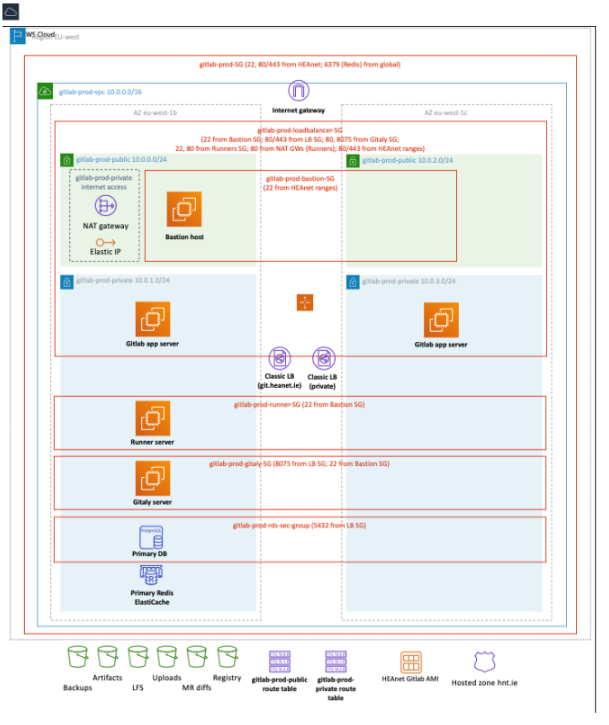 WS Cloud
Region EU-west
gitlab-prod-SG (22, 80/443 from HEAnet; 6379 (Redis) from global)
gitlab-prod-vpc 10.0.0.0/16
Internet gateway
AZ eu-west-1b
AZ eu-west-1c
gitlab-prod-loadbalancer-SG
(22 from Bastion SG; 80/443 from LB SG; 80, 8075 from Gitaly SG;
22, 80 from Runners SG; 80 from NAT GWs (Runners); 80/443 from HEAnet ranges)
gitlab-prod-public 10.0.0.0/24
gitlab-prod-public 10.0.2.0/24
gitlab-prod-private
internet access
NAT gateway
Elastic IP
gitlab-prod-bastion-SG
(22 from HEAnet ranges)
Bastion host
gitlab-prod-private 10.0.1.0/24
gitlab-prod-private 10.0.3.0/24
Gitlab app server
Gitlab app server
Classic LB
(git.heanet.ie)
Classic LB
(private)
gitlab-prod-runner-SG (22 from Bastion SG)
Runner server
gitlab-prod-gitaly-SG (8075 from LB SG; 22 from Bastion SG)
Gitaly server
gitlab-prod-rds-sec-group (5432 from LB SG)
PostgreSQL
Primary DB
Primary Redis
ElastiCache
Backups
Artifacts
LFS
Uploads
MR diffs
Registry
gitlab-prod-public
route table
gitlab-prod-
private route
table
HEAnet Gitlab AMI
Hosted zone hnt.ie